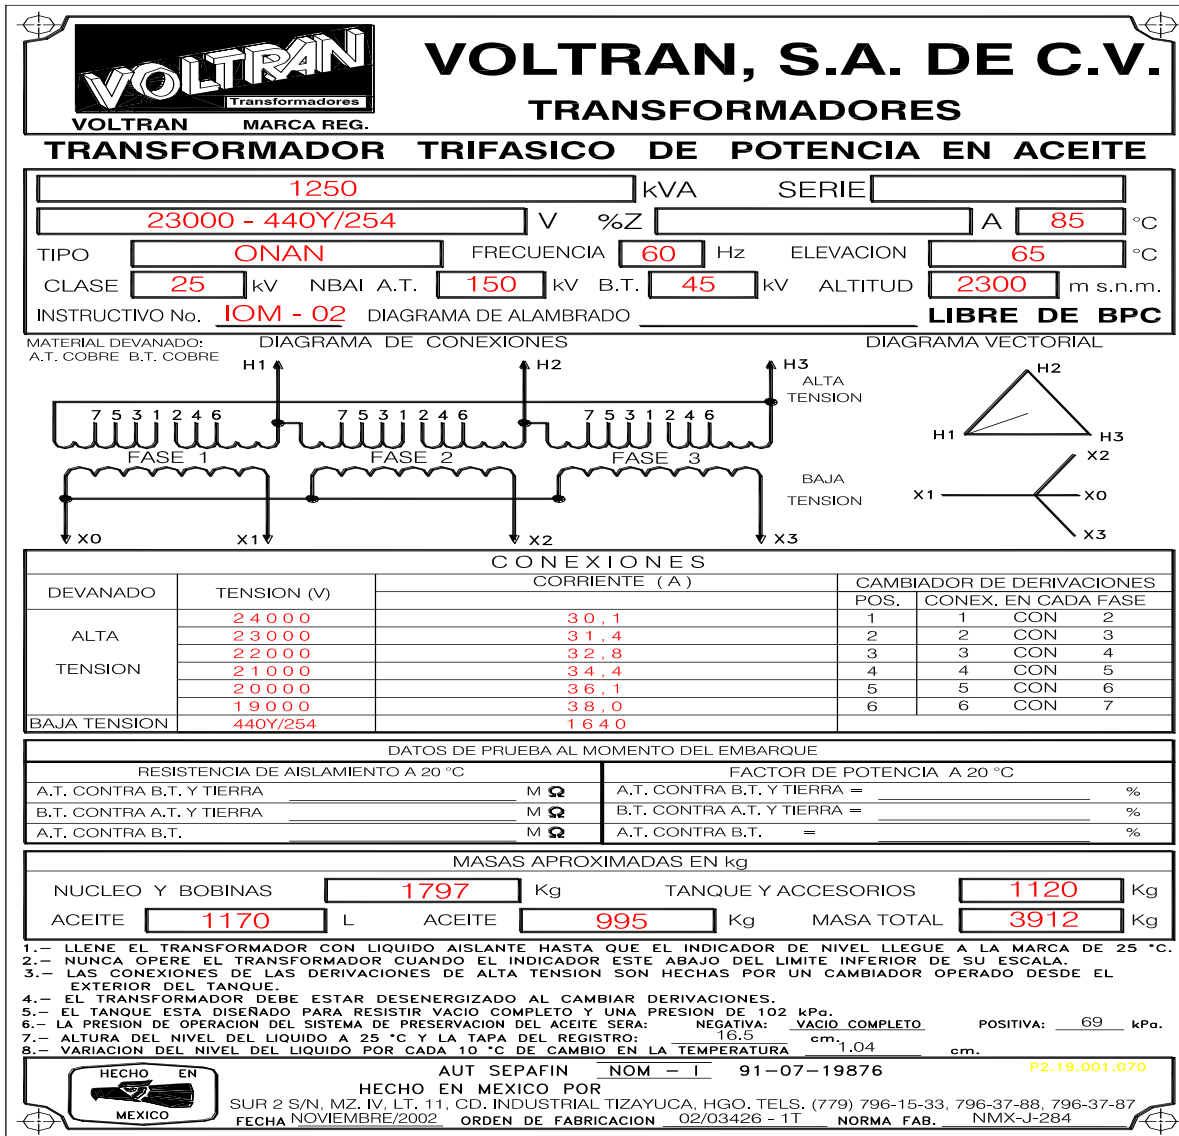 VOLTRAN
Transformadores
VOLTRAN MARCA REG.
VOLTRAN, S.A. DE C.V.
TRANSFORMADORES
TRANSFORMADOR TRIFASICO DE POTENCIA EN ACEITE
1250 kVA SERIE
23000 - 440Y/254 V %Z A 85 °C
TIPO ONAN FRECUENCIA 60 Hz ELEVACION 65 °C
CLASE 25 kV NBAI A.T. 150 kV B.T. 45 kV ALTITUD 2300 m s.n.m.
INSTRUCTIVO No. IOM - 02 DIAGRAMA DE ALAMBRADO LIBRE DE BPC
MATERIAL DEVANADO:
A.T. COBRE B.T. COBRE
DIAGRAMA DE CONEXIONES
H1 H2 H3
ALTA
TENSION
7 5 3 1 2 4 6 7 5 3 1 2 4 6 7 5 3 1 2 4 6
FASE 1 FASE 2 FASE 3
BAJA
TENSION
X0 X1 X2 X3
DIAGRAMA VECTORIAL
H2
H1 H3
X2
X1 X0
X3
CONEXIONES
DEVANADO TENSION (V) CORRIENTE ( A ) CAMBIADOR DE DERIVACIONES
POS. CONEX. EN CADA FASE
24000 30,1 1 1 CON 2
ALTA 23000 31,4 2 2 CON 3
22000 32,8 3 3 CON 4
TENSION 21000 34,4 4 4 CON 5
20000 36,1 5 5 CON 6
19000 38,0 6 6 CON 7
BAJA TENSION 440Y/254 1640
DATOS DE PRUEBA AL MOMENTO DEL EMBARQUE
RESISTENCIA DE AISLAMIENTO A 20 °C FACTOR DE POTENCIA A 20 °C
A.T. CONTRA B.T. Y TIERRA M Ω A.T. CONTRA B.T. Y TIERRA = %
B.T. CONTRA A.T. Y TIERRA M Ω B.T. CONTRA A.T. Y TIERRA = %
A.T. CONTRA B.T. M Ω A.T. CONTRA B.T. = %
MASAS APROXIMADAS EN kg
NUCLEO Y BOBINAS 1797 Kg TANQUE Y ACCESORIOS 1120 Kg
ACEITE 1170 L ACEITE 995 Kg MASA TOTAL 3912 Kg
1.- LLENE EL TRANSFORMADOR CON LIQUIDO AISLANTE HASTA QUE EL INDICADOR DE NIVEL LLEGUE A LA MARCA DE 25 °C.
2.- NUNCA OPERE EL TRANSFORMADOR CUANDO EL INDICADOR ESTE ABAJO DEL LIMITE INFERIOR DE SU ESCALA.
3.- LAS CONEXIONES DE LAS DERIVACIONES DE ALTA TENSION SON HECHAS POR UN CAMBIADOR OPERADO DESDE EL
EXTERIOR DEL TANQUE.
4.- EL TRANSFORMADOR DEBE ESTAR DESENERGIZADO AL CAMBIAR DERIVACIONES.
5.- EL TANQUE ESTA DISEÑADO PARA RESISTIR VACIO COMPLETO Y UNA PRESION DE 102 kPa.
6.- LA PRESION DE OPERACION DEL SISTEMA DE PRESERVACION DEL ACEITE SERA: NEGATIVA: VACIO COMPLETO POSITIVA: 69 kPa.
7.- ALTURA DEL NIVEL DEL LIQUIDO A 25 °C Y LA TAPA DEL REGISTRO: 16.5 cm.
8.- VARIACION DEL NIVEL DEL LIQUIDO POR CADA 10 °C DE CAMBIO EN LA TEMPERATURA 1.04 cm.
HECHO EN
MEXICO
AUT SEPAFIN NOM - I 91-07-19876 P2.19.001.070
HECHO EN MEXICO POR
SUR 2 S/N, MZ. IV, LT. 11, CD. INDUSTRIAL TIZAYUCA, HGO. TELS. (779) 796-15-33, 796-37-88, 796-37-87
FECHA NOVIEMBRE/2002 ORDEN DE FABRICACION 02/03426 - 1T NORMA FAB. NMX-J-284